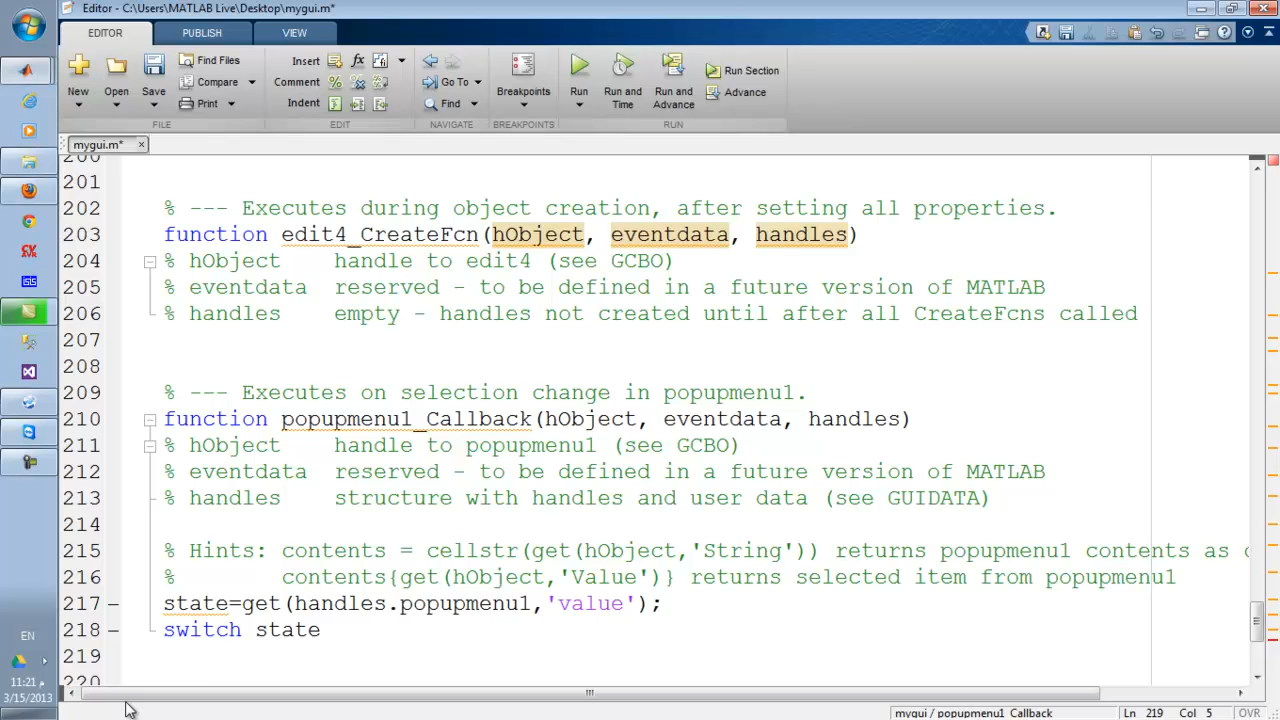 Editor - C:\Users\MATLAB Live\Desktop\mygui.m*
EDITOR PUBLISH VIEW
New Open Save Find Files Compare Print
FILE
Insert Comment Indent fx
EDIT
Go To Find
NAVIGATE
Breakpoints
BREAKPOINTS
Run Run and Time Run and Advance Run Section Advance
RUN
mygui.m*
200
201
202 % --- Executes during object creation, after setting all properties.
203 function edit4_CreateFcn(hObject, eventdata, handles)
204 % hObject    handle to edit4 (see GCBO)
205 % eventdata  reserved - to be defined in a future version of MATLAB
206 % handles    empty - handles not created until after all CreateFcns called
207
208
209 % --- Executes on selection change in popupmenu1.
210 function popupmenu1_Callback(hObject, eventdata, handles)
211 % hObject    handle to popupmenu1 (see GCBO)
212 % eventdata  reserved - to be defined in a future version of MATLAB
213 % handles    structure with handles and user data (see GUIDATA)
214
215 % Hints: contents = cellstr(get(hObject,'String')) returns popupmenu1 contents as
216 %        contents{get(hObject,'Value')} returns selected item from popupmenu1
217 state=get(handles.popupmenu1,'value');
218 switch state
219
220
CVR
ISIS
EN
11:21 م
3/15/2013
mygui / popupmenu1_Callback Ln 219 Col 5 OVR